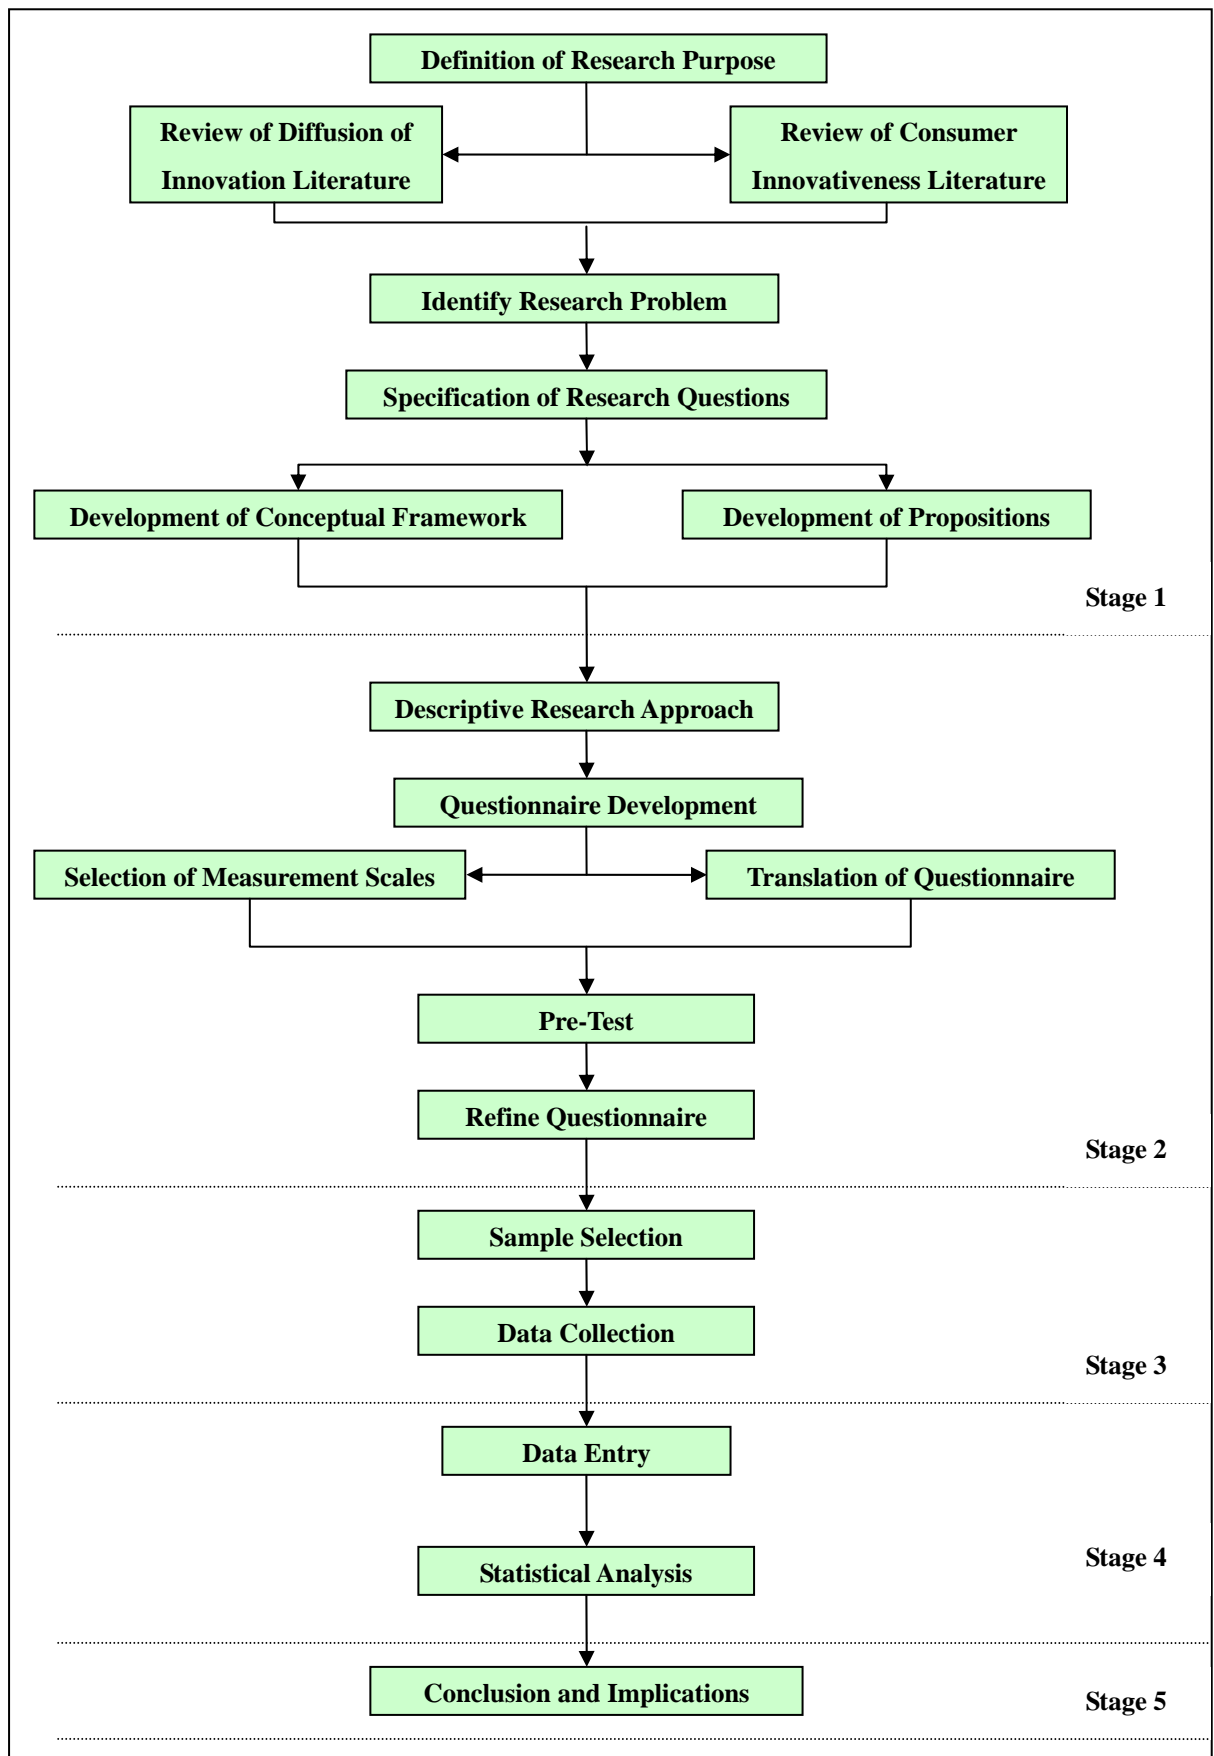 Definition of Research Purpose
Review of Diffusion of
Innovation Literature
Review of Consumer
Innovativeness Literature
Identify Research Problem
Specification of Research Questions
Development of Conceptual Framework
Development of Propositions
Stage 1
Descriptive Research Approach
Questionnaire Development
Selection of Measurement Scales
Translation of Questionnaire
Pre-Test
Refine Questionnaire
Stage 2
Sample Selection
Data Collection
Stage 3
Data Entry
Stage 4
Statistical Analysis
Conclusion and Implications
Stage 5